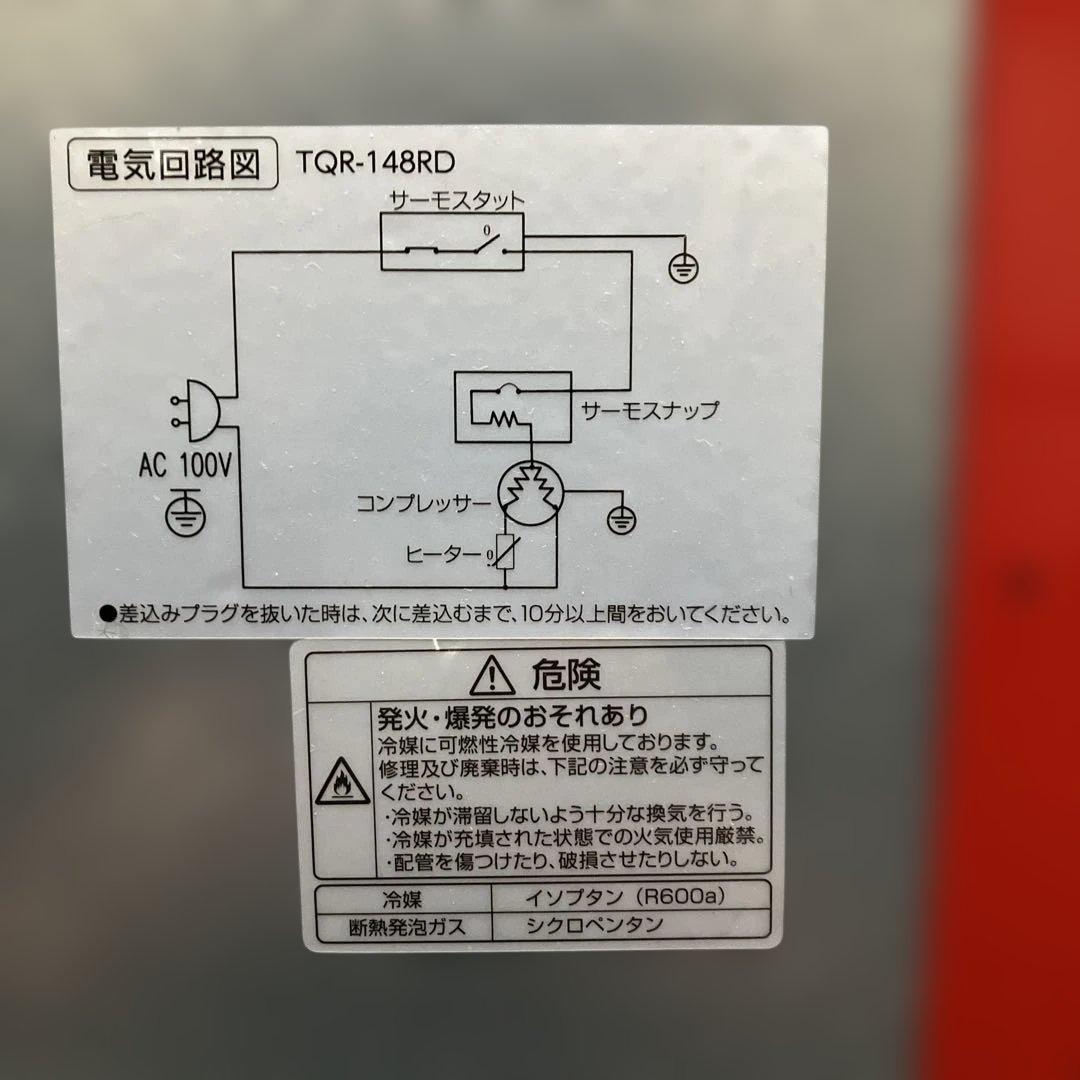 電気回路図 TQR-148RD
サーモスタット
0
サーモスナップ
AC 100V
コンプレッサー
ヒーター θ
●差込みプラグを抜いた時は、次に差込むまで、10分以上間をおいてください。
危険
発火・爆発のおそれあり
冷媒に可燃性冷媒を使用しております。
修理及び廃棄時は、下記の注意を必ず守って
ください。
・冷媒が滞留しないよう十分な換気を行う。
・冷媒が充填された状態での火気使用厳禁。
・配管を傷つけたり、破損させたりしない。
冷媒 イソブタン（R600a）
断熱発泡ガス シクロペンタン